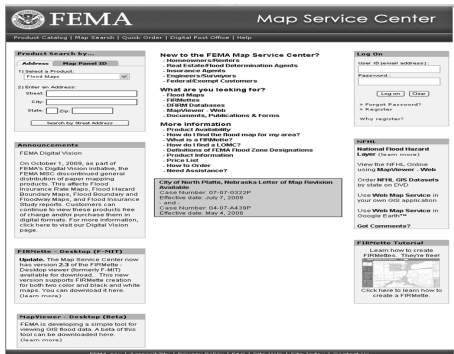 FEMA
Map Service Center
Product Catalog | Map Search | Quick Order | Digital Post Office | Help
Product Search by...
Address Map Panel ID
1) Select a Product:
Flood Maps
2) Enter an Address:
Street:
City:
State: Zip:
Search by Street Address
Announcements
FEMA Digital Vision
On October 1, 2009, as part of
FEMA's Digital Vision initiative, the
FEMA MSC discontinued general
distribution of paper mapping
products. This affects Flood Hazard
Boundary Maps, Flood Boundary and
Floodway Maps, and Flood Insurance
Study reports. Customers can
continue to view these products free
of charge and/or purchase them in
digital formats. For more information,
click here to visit our Digital Vision
page.
FIRMette - Desktop (F-MIT)
Update. The Map Service Center now
has version 2.3 of the FIRMette -
Desktop viewer (formerly F-MIT)
available for download. This new
version supports FIRMette creation
for both two color and black and white
maps. You can download it here.
(learn more)
MapViewer - Desktop (Beta)
FEMA is developing a simple tool for
viewing GIS flood data. A beta of this
tool can be downloaded here.
(learn more)
New to the FEMA Map Service Center?
- Homeowners/Renters
- Real Estate/Flood Determination Agents
- Insurance Agents
- Engineers/Surveyors
- Federal/Exempt Customers
What are you looking for?
- Flood Maps
- FIRMettes
- DFIRM Databases
- MapViewer - Web
- Documents, Publications & Forms
More Information
- Product Availability
- How do I find the flood map for my area?
- What is a FIRMette?
- How do I find a LOMC?
- Definitions of FEMA Flood Zone Designations
- Product Information
- Price List
- How to Order
- Need Assistance?
City of North Platte, Nebraska Letter of Map Revision
Available
Case Number: 07-07-0322P
Effective date: July 7, 2008
- and -
Case Number: 04-07-A439P
Effective date: May 4, 2006
Log On
User ID (email address):
Password:
Log on Clear
> Forgot Password?
> Register
Why register?
NFHL
National Flood Hazard
Layer (learn more)
View the NFHL Online
using MapViewer - Web
Order NFHL GIS Datasets
by state on DVD
Use Web Map Service in
your own GIS application
Use Web Map Service in
Google Earth™
Got Comments?
FIRMette Tutorial
Learn how to create
FIRMettes. They're free!
Click here to learn how to
create a FIRMette.
FEMA.gov | Accessibility | Privacy Policy | FAQ | Site Help | Site Index | Contact Us